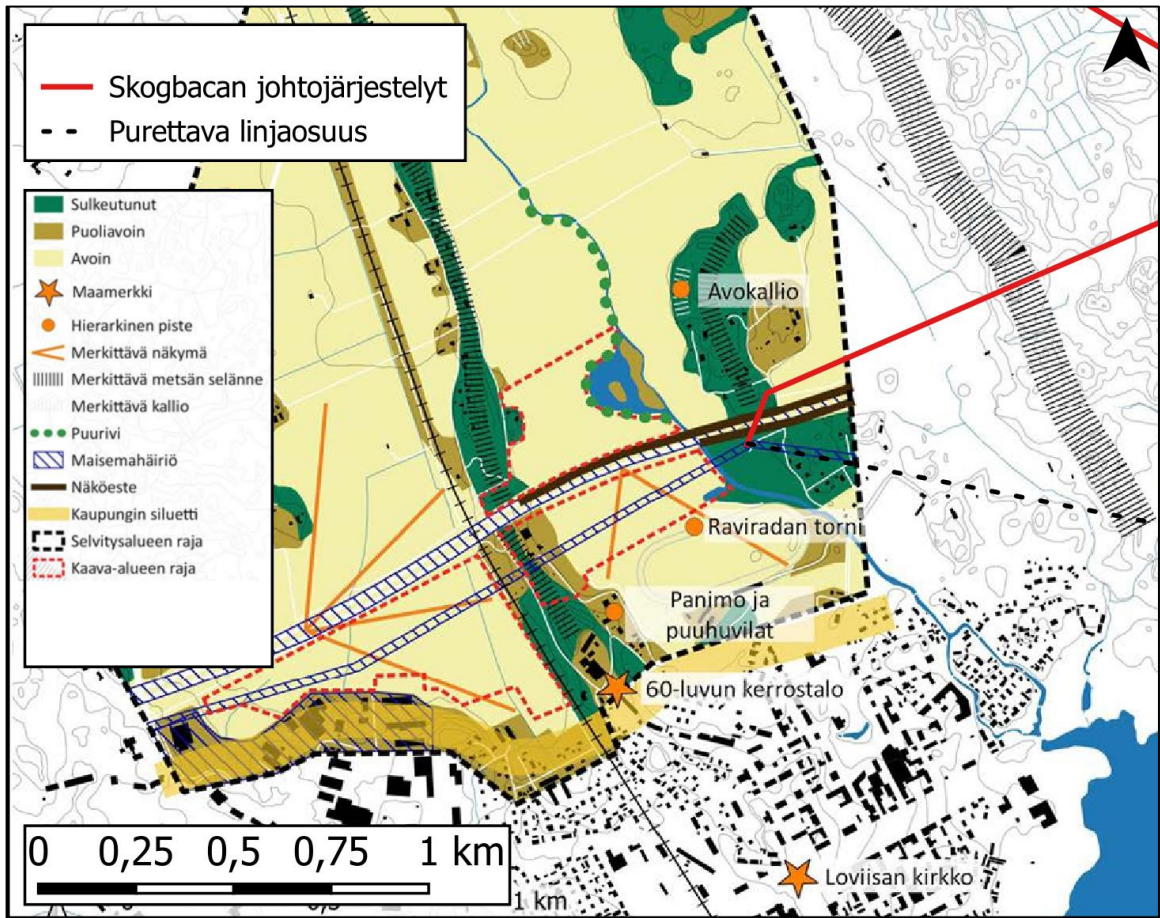 Skogbacan johtojärjestelyt
Purettava linjaosuus
Sulkeutunut
Puoliavoin
Avoin
Maamerkki
Hierarkinen piste
Merkittävä näkymä
Merkittävä metsän selänne
Merkittävä kallio
Puurivi
Maisemahäiriö
Näköeste
Kaupungin siluetti
Selvitysalueen raja
Kaava-alueen raja
Avokallio
Raviradan torni
Panimo ja
puuhuvilat
60-luvun kerrostalo
Loviisan kirkko
0 0,25 0,5 0,75 1 km
1 km